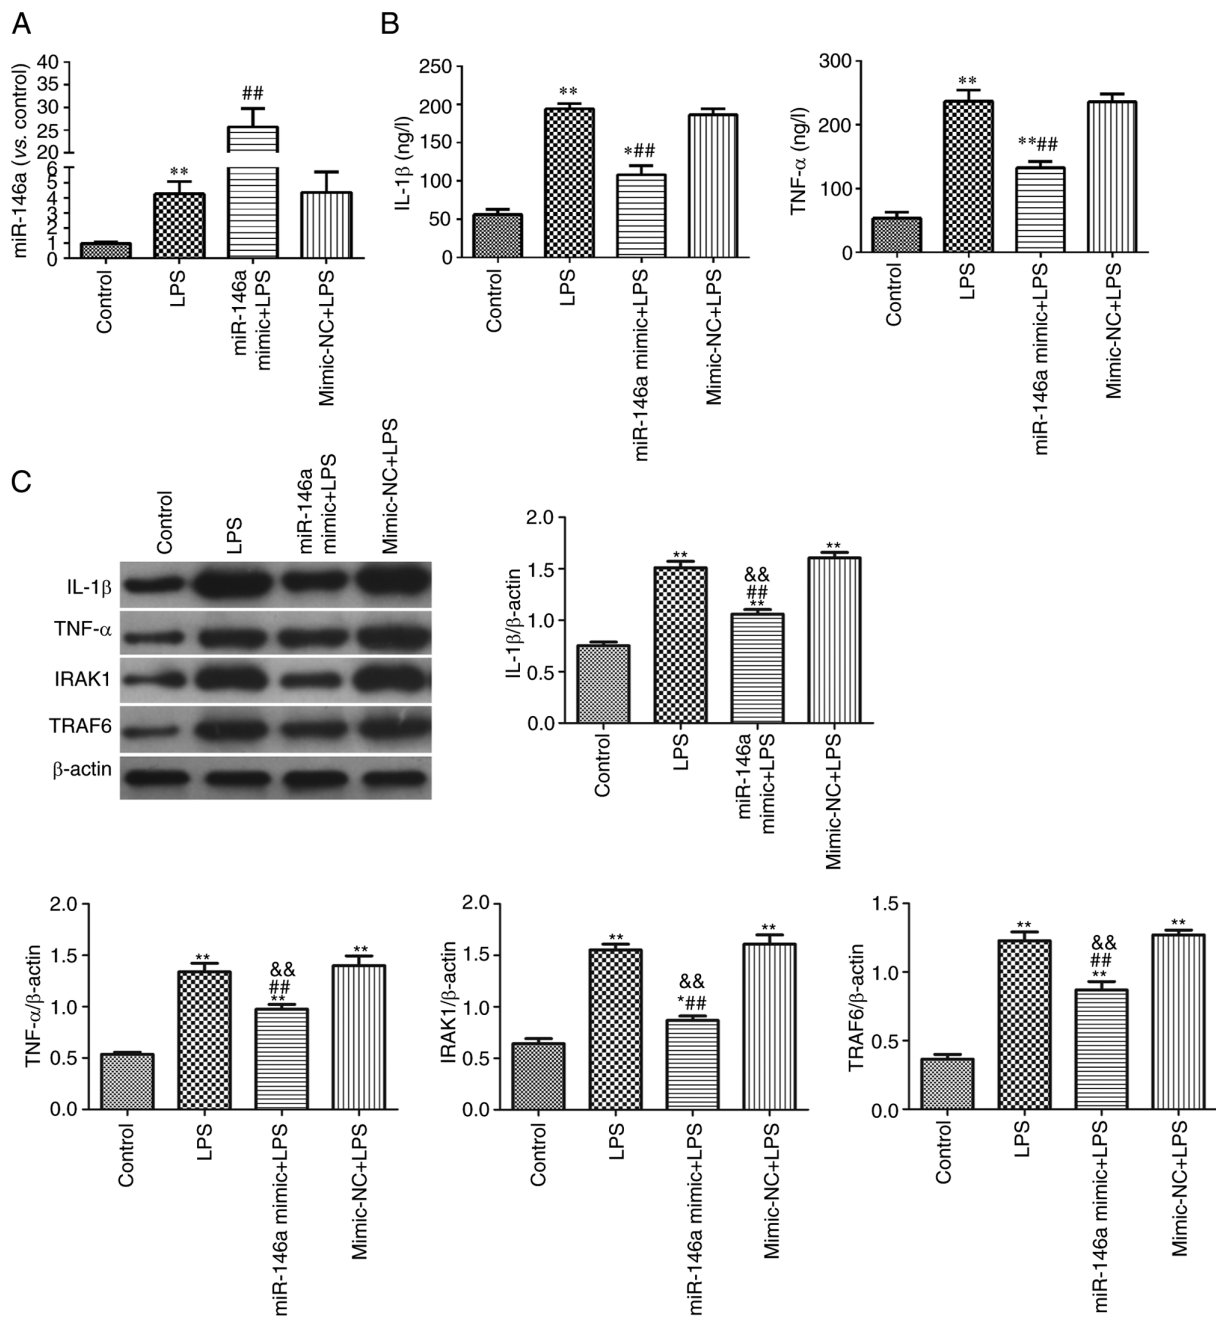 A
miR-146a (vs. control)
40
35
30
25
20
6
5
4
3
2
1
0
**
##
Control
LPS
miR-146a
mimic+LPS
Mimic-NC+LPS
B
IL-1β (ng/l)
250
200
150
100
50
0
**
*##
Control
LPS
miR-146a mimic+LPS
Mimic-NC+LPS
TNF-α (ng/l)
300
200
100
0
**
**##
Control
LPS
miR-146a mimic+LPS
Mimic-NC+LPS
C
Control
LPS
miR-146a
mimic+LPS
Mimic-NC+LPS
IL-1β
TNF-α
IRAK1
TRAF6
β-actin
IL-1β/β-actin
2.0
1.5
1.0
0.5
0.0
**
&&
##
**
**
Control
LPS
miR-146a
mimic+LPS
Mimic-NC+LPS
TNF-α/β-actin
2.0
1.5
1.0
0.5
0.0
**
&&
##
**
**
Control
LPS
miR-146a mimic+LPS
Mimic-NC+LPS
IRAK1/β-actin
2.0
1.5
1.0
0.5
0.0
**
&&
*##
**
Control
LPS
miR-146a mimic+LPS
Mimic-NC+LPS
TRAF6/β-actin
1.5
1.0
0.5
0.0
**
&&
##
**
**
Control
LPS
miR-146a mimic+LPS
Mimic-NC+LPS